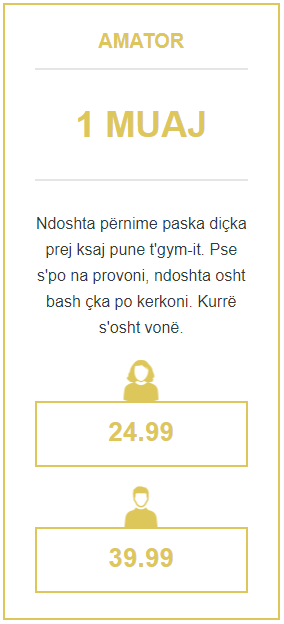 AMATOR
1 MUAJ
Ndoshta përnime paska diçka
prej ksaj pune t'gym-it. Pse
s'po na provoni, ndoshta osht
bash çka po kerkoni. Kurrë
s'osht vonë.
24.99
39.99